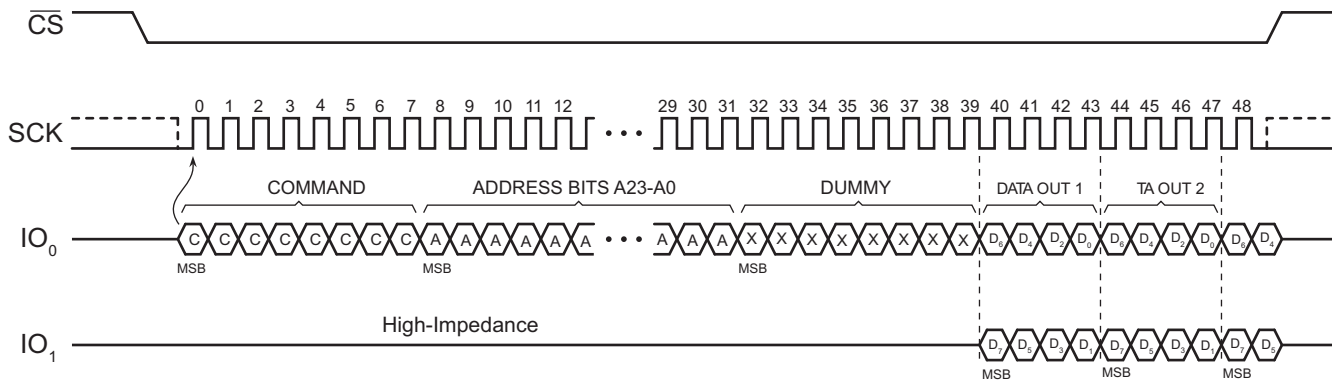 CS
0 1 2 3 4 5 6 7 8 9 10 11 12 29 30 31 32 33 34 35 36 37 38 39 40 41 42 43 44 45 46 47 48
SCK
COMMAND ADDRESS BITS A23-A0 DUMMY DATA OUT 1 TA OUT 2
IO0 C C C C C C C C A A A A A A A A A X X X X X X X X D6 D4 D2 D0 D6 D4 D2 D0 D6 D4
MSB MSB MSB
High-Impedance
IO1 D7 D5 D3 D1 D7 D5 D3 D1 D7 D5
MSB MSB MSB